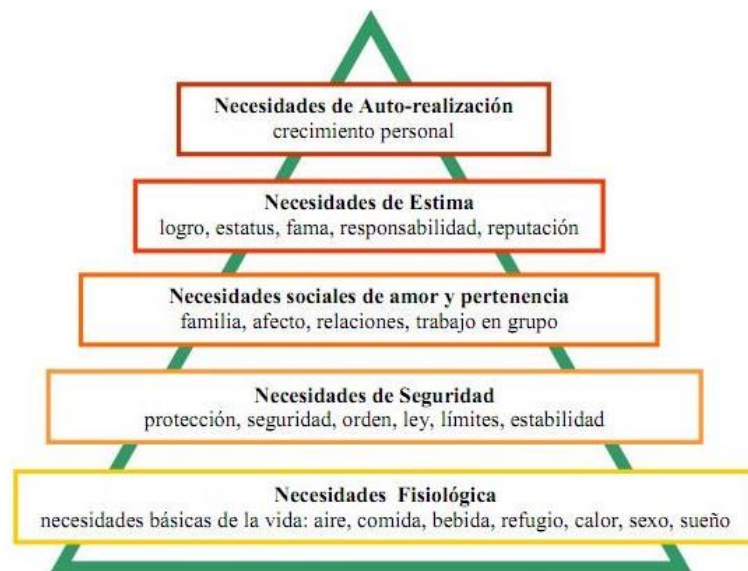 Necesidades de Auto-realización
crecimiento personal
Necesidades de Estima
logro, estatus, fama, responsabilidad, reputación
Necesidades sociales de amor y pertenencia
familia, afecto, relaciones, trabajo en grupo
Necesidades de Seguridad
protección, seguridad, orden, ley, límites, estabilidad
Necesidades Fisiológica
necesidades básicas de la vida: aire, comida, bebida, refugio, calor, sexo, sueño